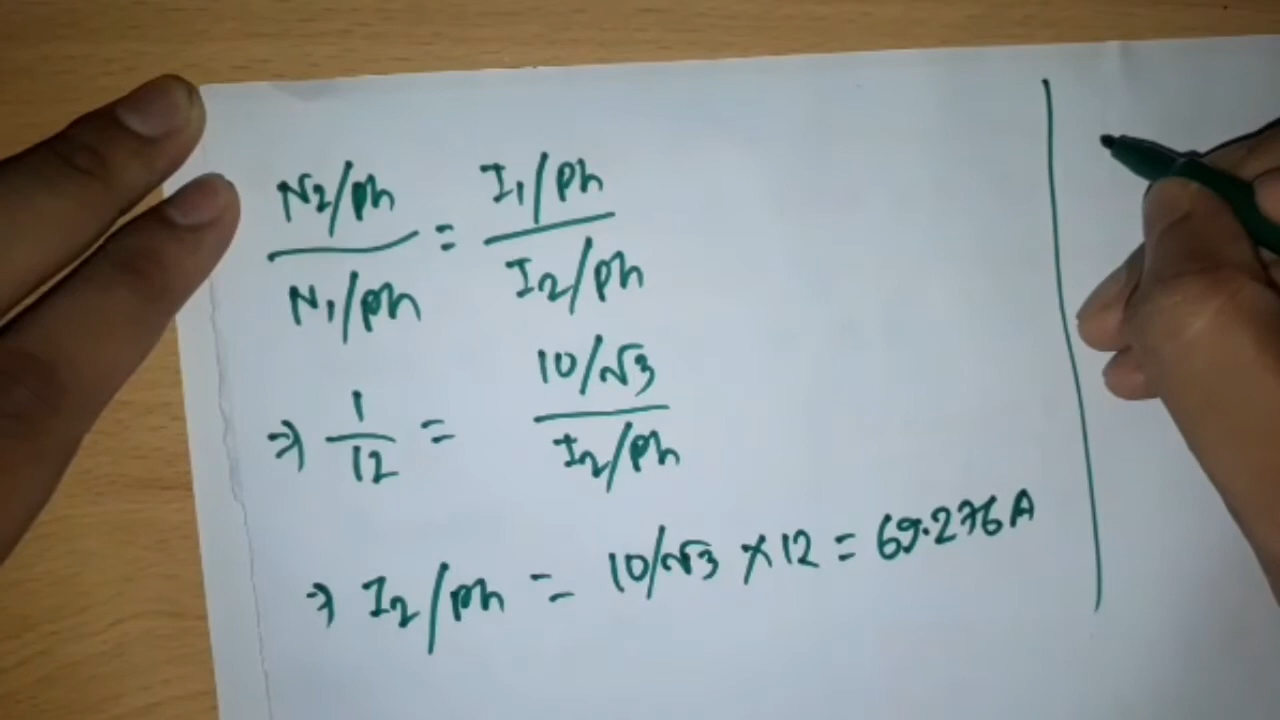 N2/ph / N1/ph = I1/ph / I2/ph
⇒ 1/12 = 10/√3 / I2/ph
⇒ I2/ph = 10/√3 × 12 = 69.276A